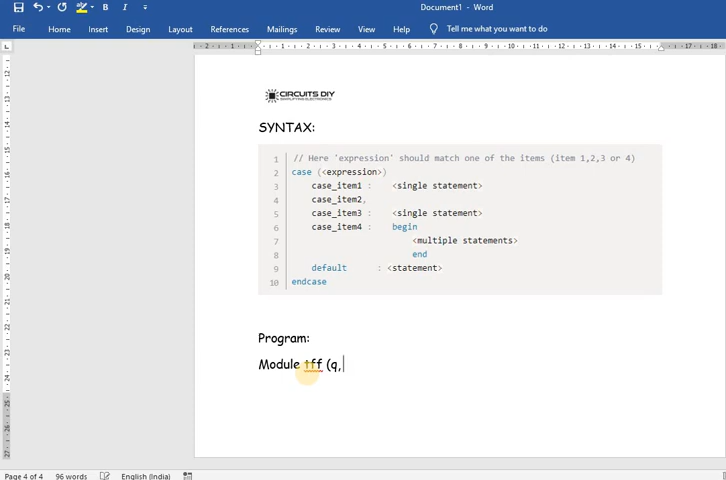 Document1 - Word
File Home Insert Design Layout References Mailings Review View Help Tell me what you want to do
CIRCUITS DIY
SIMPLIFYING ELECTRONICS
SYNTAX:
1 // Here 'expression' should match one of the items (item 1,2,3 or 4)
2 case (<expression>)
3 case_item1 : <single statement>
4 case_item2,
5 case_item3 : <single statement>
6 case_item4 : begin
7 <multiple statements>
8 end
9 default : <statement>
10 endcase
Program:
Module tff (q,
Page 4 of 4 96 words English (India)